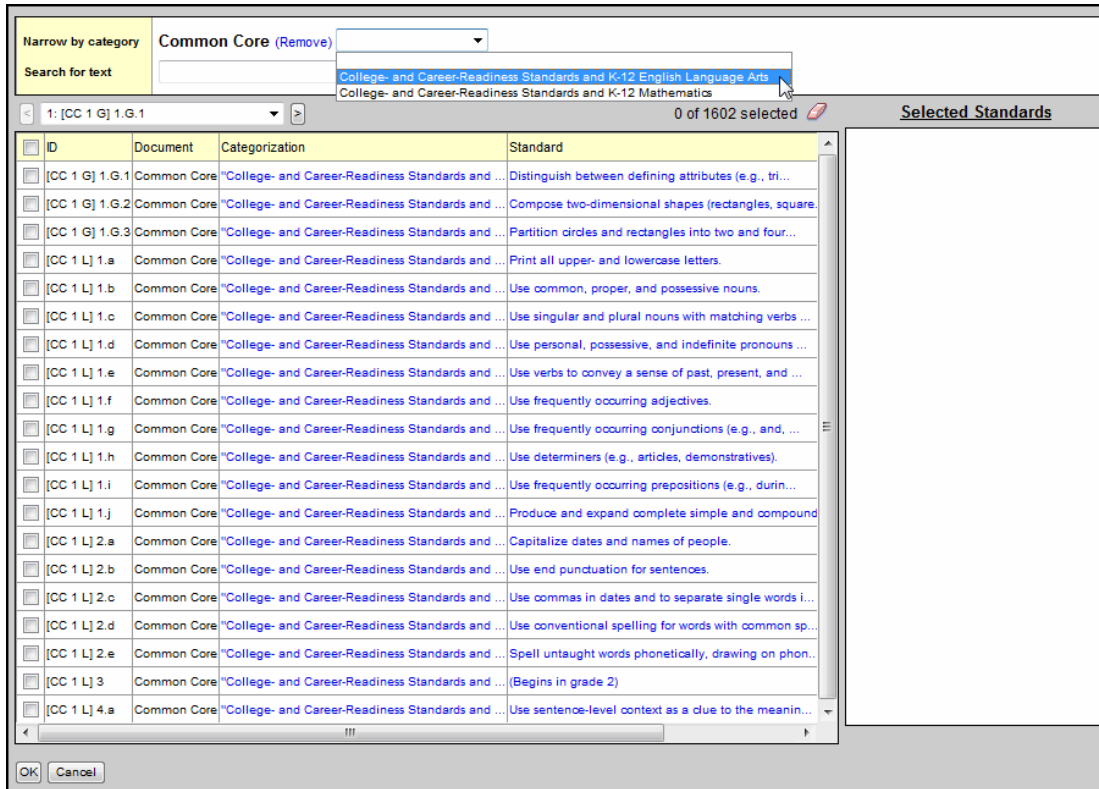 Narrow by category Common Core (Remove)
Search for text
College- and Career-Readiness Standards and K-12 English Language Arts
College- and Career-Readiness Standards and K-12 Mathematics
< 1: [CC 1 G] 1.G.1 > 0 of 1602 selected Selected Standards
ID Document Categorization Standard
[CC 1 G] 1.G.1 Common Core "College- and Career-Readiness Standards and ... Distinguish between defining attributes (e.g., tri...
[CC 1 G] 1.G.2 Common Core "College- and Career-Readiness Standards and ... Compose two-dimensional shapes (rectangles, square.
[CC 1 G] 1.G.3 Common Core "College- and Career-Readiness Standards and ... Partition circles and rectangles into two and four...
[CC 1 L] 1.a Common Core "College- and Career-Readiness Standards and ... Print all upper- and lowercase letters.
[CC 1 L] 1.b Common Core "College- and Career-Readiness Standards and ... Use common, proper, and possessive nouns.
[CC 1 L] 1.c Common Core "College- and Career-Readiness Standards and ... Use singular and plural nouns with matching verbs ...
[CC 1 L] 1.d Common Core "College- and Career-Readiness Standards and ... Use personal, possessive, and indefinite pronouns ...
[CC 1 L] 1.e Common Core "College- and Career-Readiness Standards and ... Use verbs to convey a sense of past, present, and ...
[CC 1 L] 1.f Common Core "College- and Career-Readiness Standards and ... Use frequently occurring adjectives.
[CC 1 L] 1.g Common Core "College- and Career-Readiness Standards and ... Use frequently occurring conjunctions (e.g., and, ...
[CC 1 L] 1.h Common Core "College- and Career-Readiness Standards and ... Use determiners (e.g., articles, demonstratives).
[CC 1 L] 1.i Common Core "College- and Career-Readiness Standards and ... Use frequently occurring prepositions (e.g., durin...
[CC 1 L] 1.j Common Core "College- and Career-Readiness Standards and ... Produce and expand complete simple and compound
[CC 1 L] 2.a Common Core "College- and Career-Readiness Standards and ... Capitalize dates and names of people.
[CC 1 L] 2.b Common Core "College- and Career-Readiness Standards and ... Use end punctuation for sentences.
[CC 1 L] 2.c Common Core "College- and Career-Readiness Standards and ... Use commas in dates and to separate single words i...
[CC 1 L] 2.d Common Core "College- and Career-Readiness Standards and ... Use conventional spelling for words with common sp...
[CC 1 L] 2.e Common Core "College- and Career-Readiness Standards and ... Spell untaught words phonetically, drawing on phon..
[CC 1 L] 3 Common Core "College- and Career-Readiness Standards and ... (Begins in grade 2)
[CC 1 L] 4.a Common Core "College- and Career-Readiness Standards and ... Use sentence-level context as a clue to the meanin...
OK Cancel